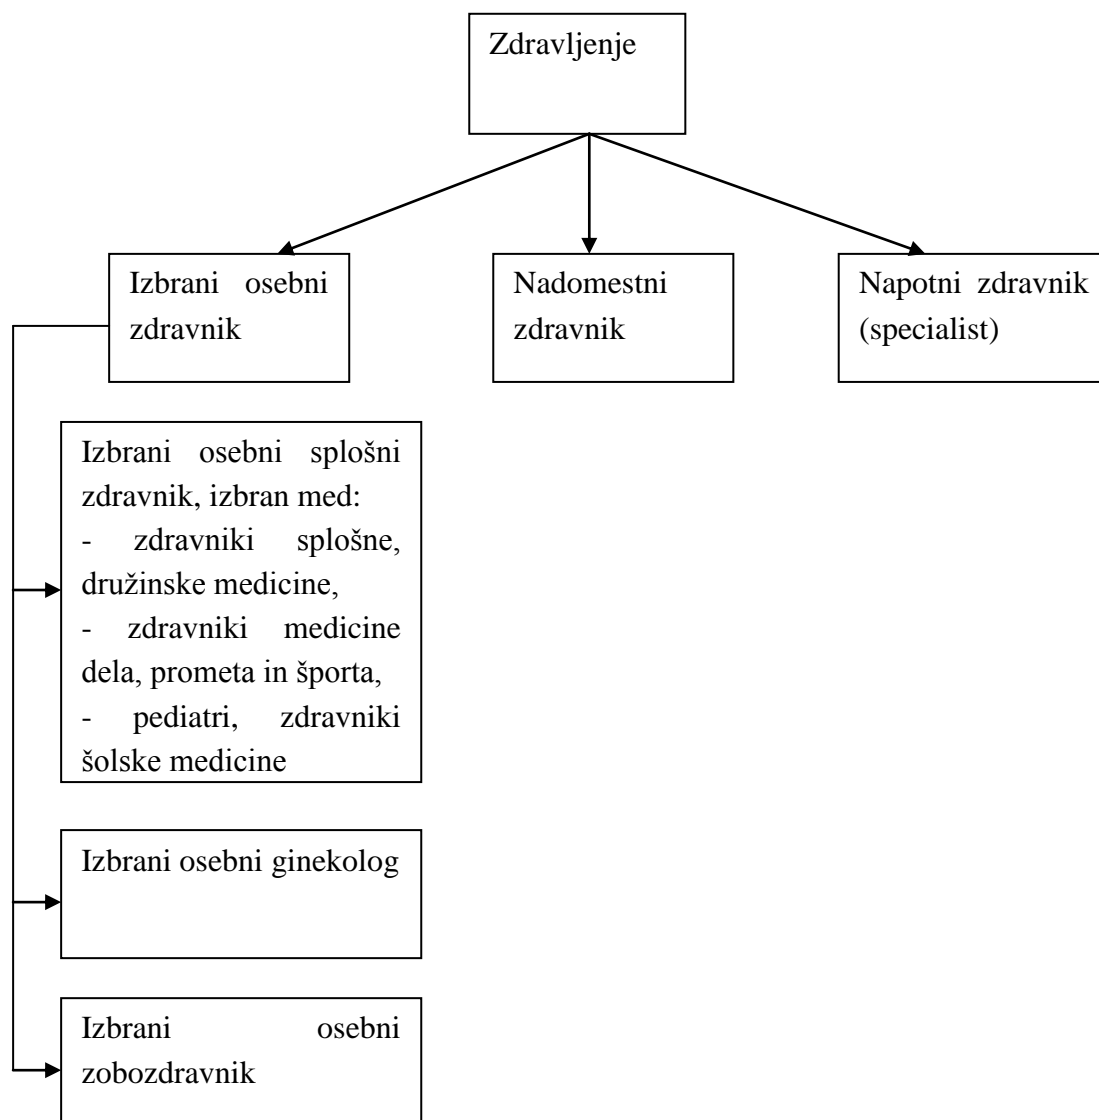 Zdravljenje
Izbrani osebni
zdravnik
Nadomestni
zdravnik
Napotni zdravnik
(specialist)
Izbrani osebni splošni
zdravnik, izbran med:
- zdravniki splošne,
družinske medicine,
- zdravniki medicine
dela, prometa in športa,
- pediatri, zdravniki
šolske medicine
Izbrani osebni ginekolog
Izbrani osebni
zobozdravnik